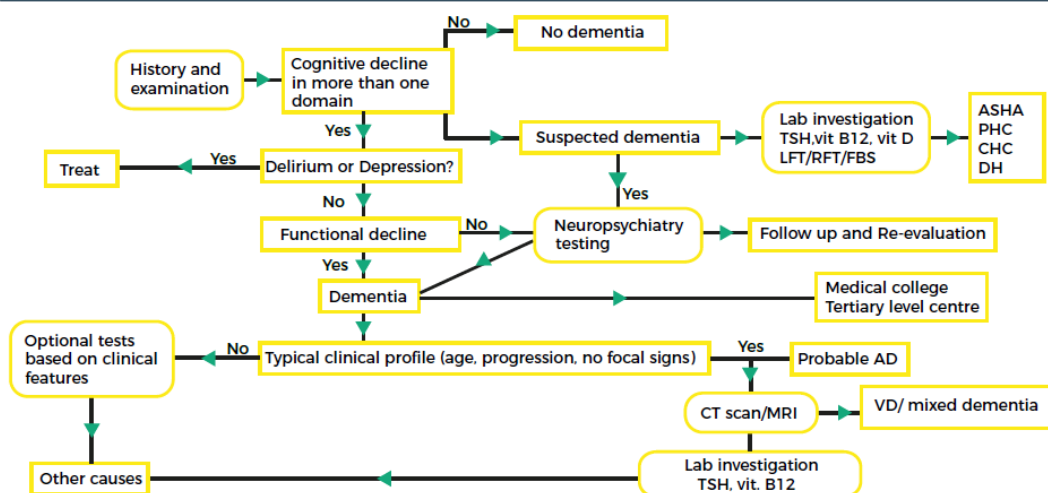 No
No dementia
History and
examination
Cognitive decline
in more than one
domain
Yes
Suspected dementia
Lab investigation
TSH,vit B12, vit D
LFT/RFT/FBS
ASHA
PHC
CHC
DH
Treat
Yes
Delirium or Depression?
Yes
No
Functional decline
No
Neuropsychiatry
testing
Follow up and Re-evaluation
Yes
Dementia
Medical college
Tertiary level centre
Optional tests
based on clinical
features
No
Typical clinical profile (age, progression, no focal signs)
Yes
Probable AD
CT scan/MRI
VD/ mixed dementia
Other causes
Lab investigation
TSH, vit. B12